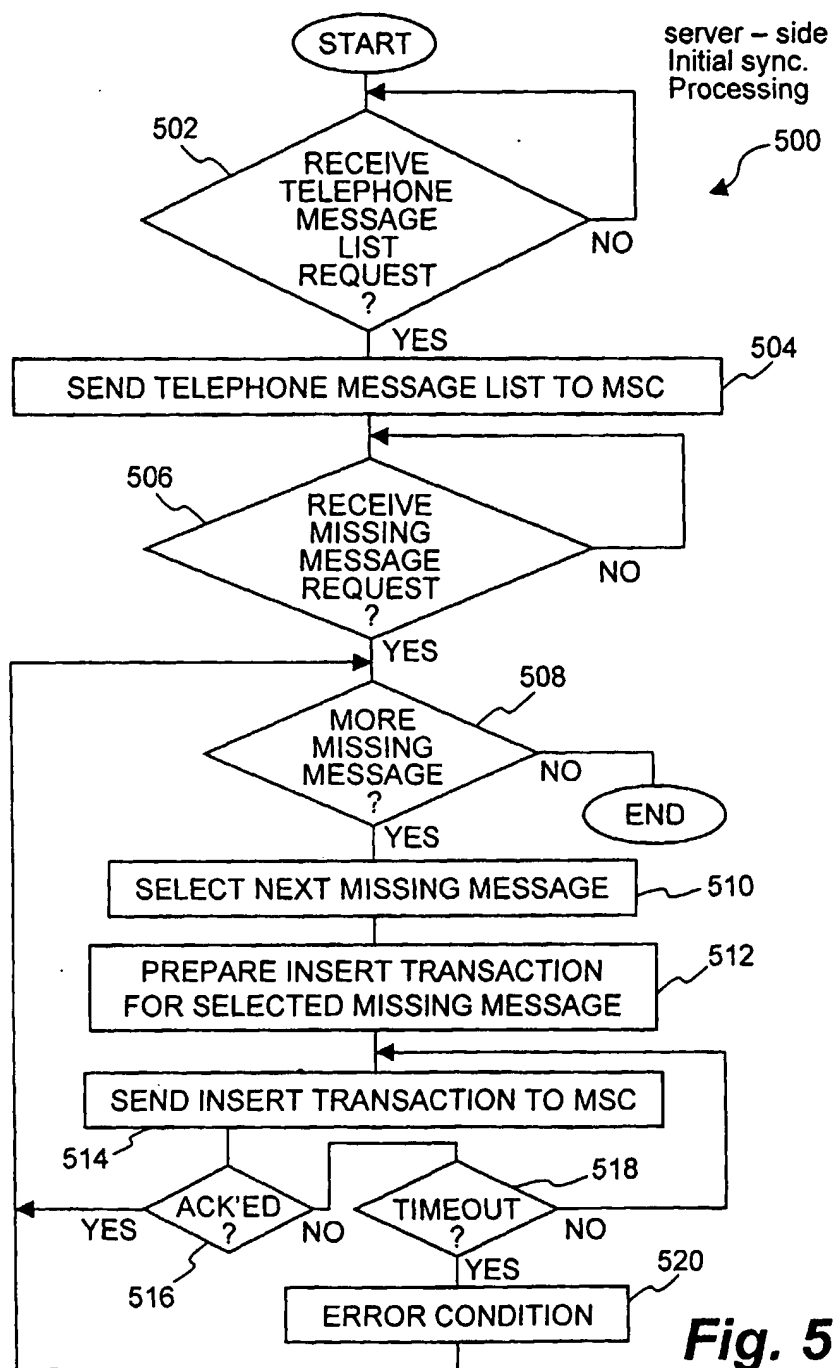 START
server – side
Initial sync.
Processing
500
502
RECEIVE
TELEPHONE
MESSAGE
LIST
REQUEST
?
NO
YES
504
SEND TELEPHONE MESSAGE LIST TO MSC
506
RECEIVE
MISSING
MESSAGE
REQUEST
?
NO
YES
508
MORE
MISSING
MESSAGE
?
NO
END
YES
SELECT NEXT MISSING MESSAGE
510
PREPARE INSERT TRANSACTION
FOR SELECTED MISSING MESSAGE
512
SEND INSERT TRANSACTION TO MSC
514
518
ACK'ED
?
YES
NO
TIMEOUT
?
NO
516
YES
520
ERROR CONDITION
Fig. 5